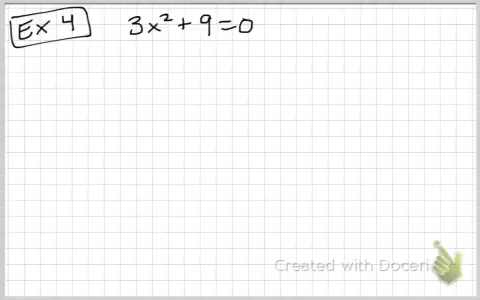 Ex 4 3x² + 9 = 0
Created with Doceri